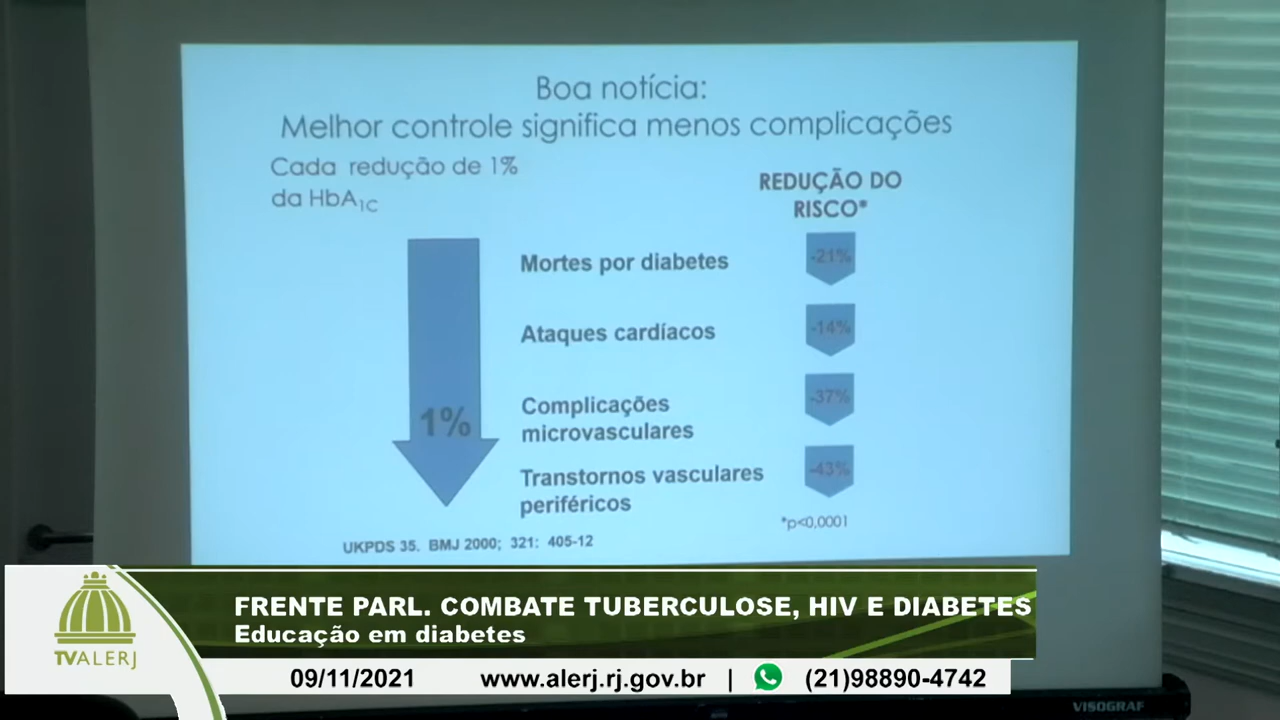 Boa notícia:
Melhor controle significa menos complicações
Cada redução de 1%
da HbA1C
REDUÇÃO DO
RISCO*
Mortes por diabetes
-21%
Ataques cardíacos
-14%
Complicações
microvasculares
-37%
1%
Transtornos vasculares
periféricos
-43%
*p<0,0001
UKPDS 35. BMJ 2000; 321: 405-12
FRENTE PARL. COMBATE TUBERCULOSE, HIV E DIABETES
Educação em diabetes
TVALERJ
09/11/2021 www.alerj.rj.gov.br | (21)98890-4742
VISOGRAF